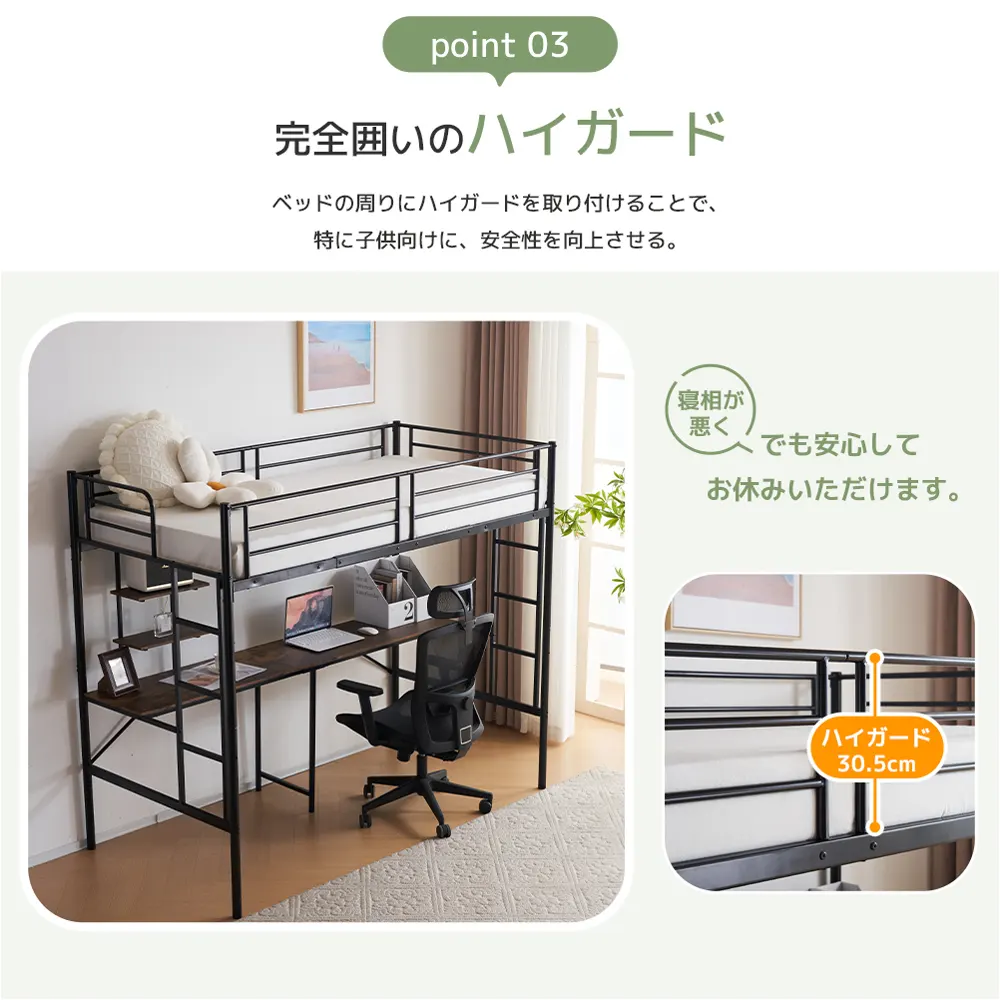 point 03
完全囲いのハイガード
ベッドの周りにハイガードを取り付けることで、
特に子供向けに、安全性を向上させる。
寝相が
悪く
でも安心して
お休みいただけます。
2
ハイガード
30.5cm